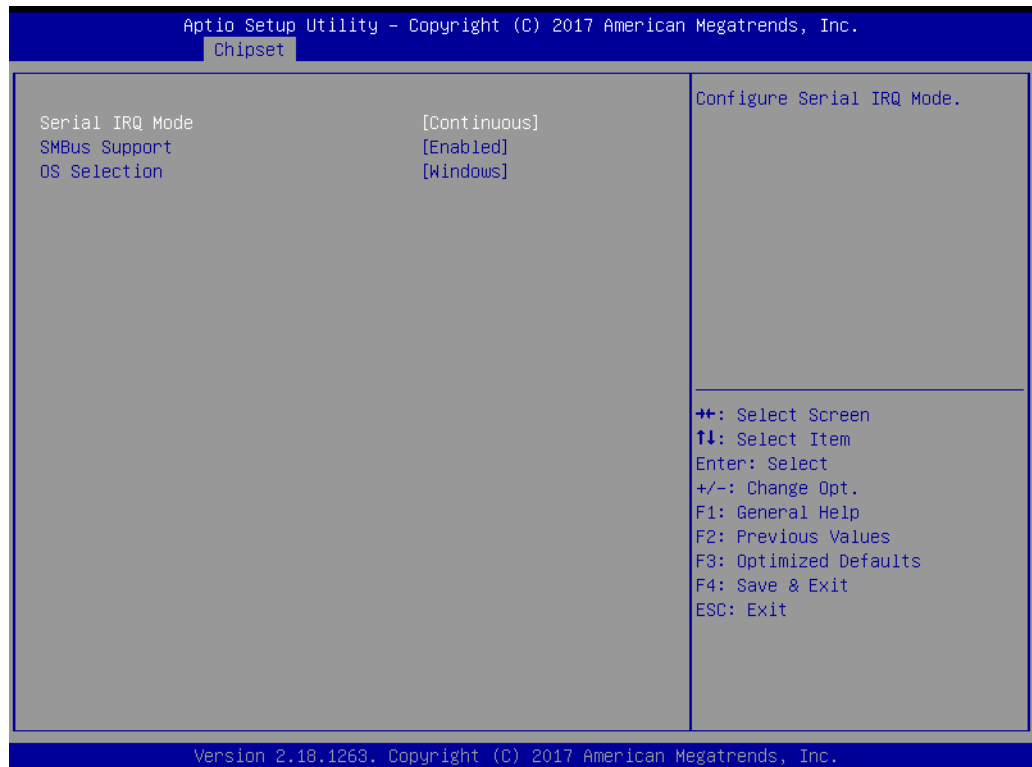 Aptio Setup Utility – Copyright (C) 2017 American Megatrends, Inc.
Chipset
Serial IRQ Mode [Continuous]
SMBus Support [Enabled]
OS Selection [Windows]
Configure Serial IRQ Mode.
→←: Select Screen
↑↓: Select Item
Enter: Select
+/-: Change Opt.
F1: General Help
F2: Previous Values
F3: Optimized Defaults
F4: Save & Exit
ESC: Exit
Version 2.18.1263. Copyright (C) 2017 American Megatrends, Inc.